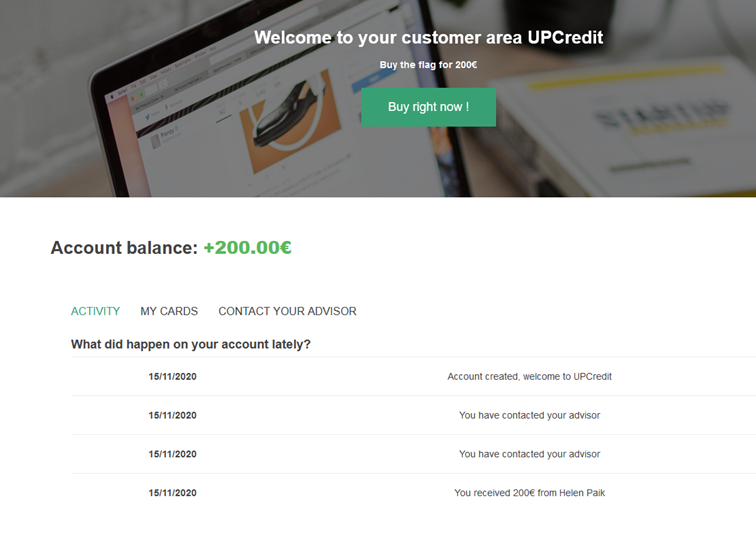 Welcome to your customer area UPCredit
Buy the flag for 200€
Buy right now !
STARTUP
Account balance: +200.00€
ACTIVITY MY CARDS CONTACT YOUR ADVISOR
What did happen on your account lately?
15/11/2020 Account created, welcome to UPCredit
15/11/2020 You have contacted your advisor
15/11/2020 You have contacted your advisor
15/11/2020 You received 200€ from Helen Paik